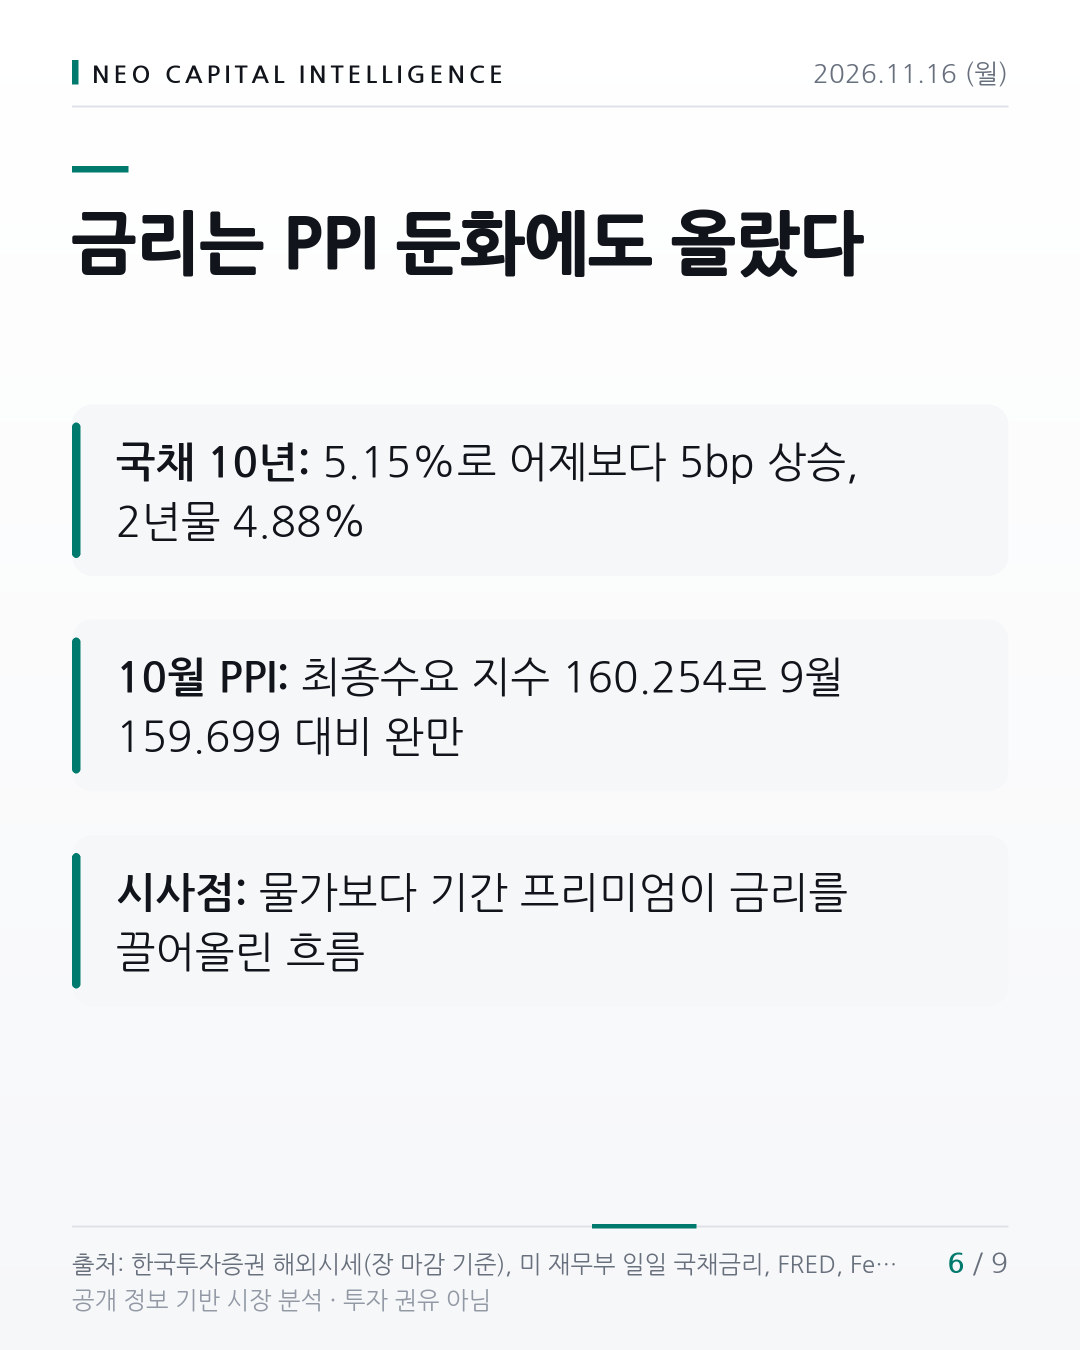 NEO CAPITAL INTELLIGENCE
2026.11.16 (월)
금리는 PPI 둔화에도 올랐다
국채 10년: 5.15%로 어제보다 5bp 상승,
2년물 4.88%
10월 PPI: 최종수요 지수 160.254로 9월
159.699 대비 완만
시사점: 물가보다 기간 프리미엄이 금리를
끌어올린 흐름
출처: 한국투자증권 해외시세(장 마감 기준), 미 재무부 일일 국채금리, FRED, Fe…
6 / 9
공개 정보 기반 시장 분석 · 투자 권유 아님